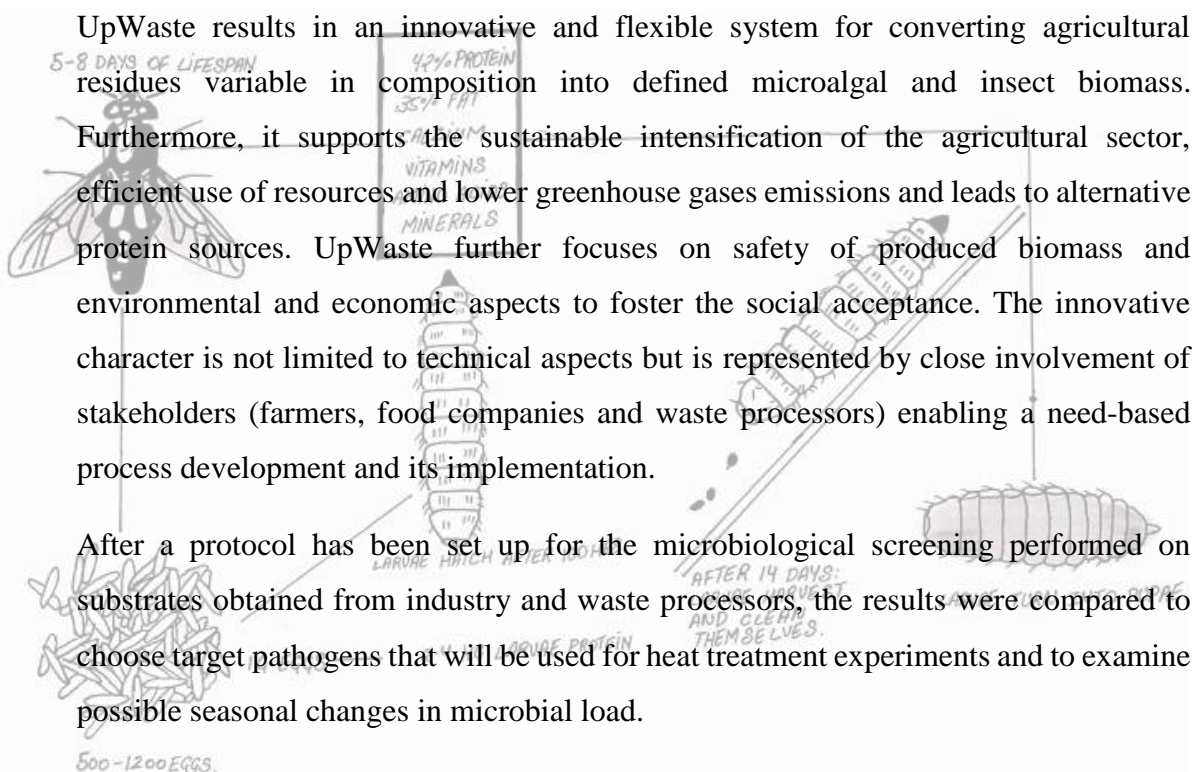 UpWaste results in an innovative and flexible system for converting agricultural
5-8 DAYS OF LIFESPAN
42% PROTEIN
residues variable in composition into defined microalgal and insect biomass.
35% FAT
Furthermore, it supports the sustainable intensification of the agricultural sector,
CALCIUM
VITAMINS
efficient use of resources and lower greenhouse gases emissions and leads to alternative
MINERALS
protein sources. UpWaste further focuses on safety of produced biomass and
environmental and economic aspects to foster the social acceptance. The innovative
character is not limited to technical aspects but is represented by close involvement of
stakeholders (farmers, food companies and waste processors) enabling a need-based
process development and its implementation.
After a protocol has been set up for the microbiological screening performed on
LARVAE HATCH AFTER
AFTER 14 DAYS:
substrates obtained from industry and waste processors, the results were compared to
AND CLEAN
THEMSELVES.
LARVAE PROTEIN
choose target pathogens that will be used for heat treatment experiments and to examine
possible seasonal changes in microbial load.
500-1200 EGGS.